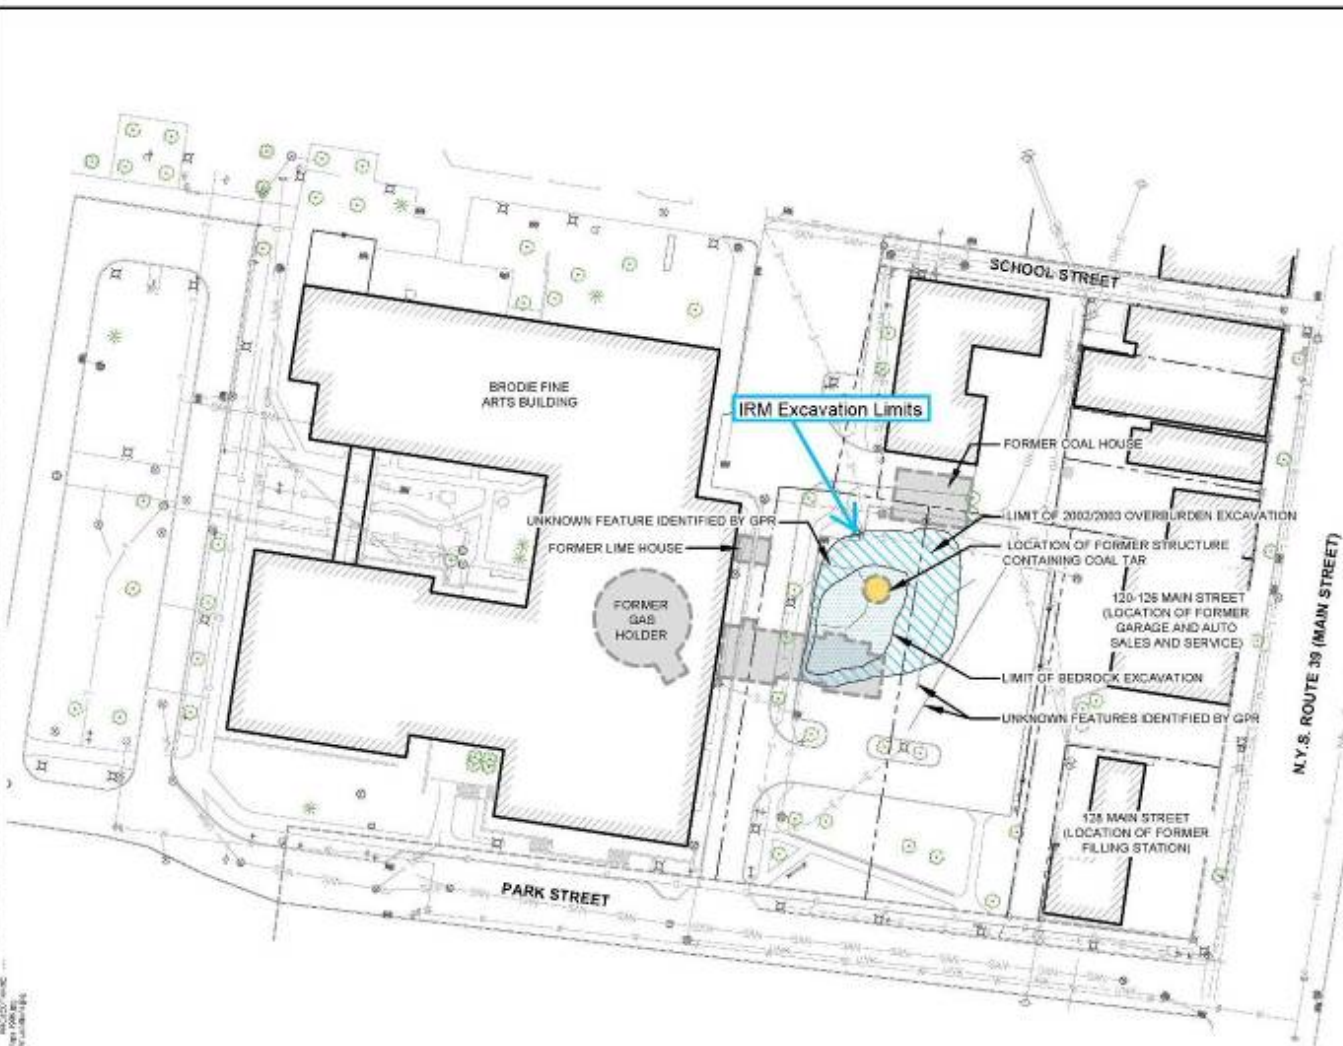 SCHOOL STREET
BRODIE FINE
ARTS BUILDING
IRM Excavation Limits
FORMER COAL HOUSE
UNKNOWN FEATURE IDENTIFIED BY GPR
LIMIT OF 2002/2003 OVERBURDEN EXCAVATION
FORMER LIME HOUSE
LOCATION OF FORMER STRUCTURE
CONTAINING COAL TAR
FORMER
GAS
HOLDER
120-126 MAIN STREET
(LOCATION OF FORMER
GARAGE AND AUTO
SALES AND SERVICE)
LIMIT OF BEDROCK EXCAVATION
UNKNOWN FEATURES IDENTIFIED BY GPR
N.Y.S. ROUTE 39 (MAIN STREET)
128 MAIN STREET
(LOCATION OF FORMER
FILLING STATION)
PARK STREET